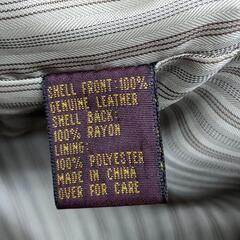 SHELL FRONT:100%
GENUINE LEATHER
SHELL BACK:
100% RAYON
LINING:
100% POLYESTER
MADE IN CHINA
OVER FOR CARE